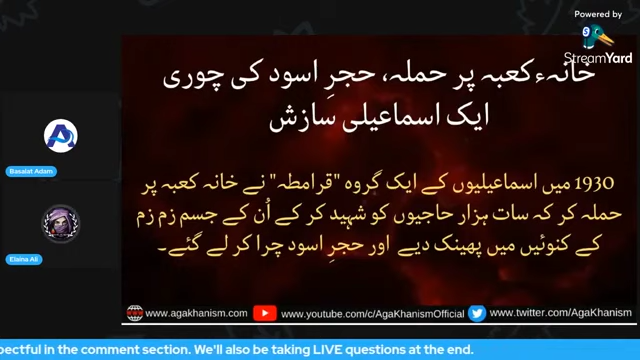 Powered by
StreamYard
خانہء کعبہ پر حملہ، حجرِ اسود کی چوری
ایک اسماعیلی سازش
1930 میں اسماعیلیوں کے ایک گروہ "قرامطہ" نے خانہ کعبہ پر
حملہ کر کہ سات ہزار حاجیوں کو شہید کر کے اُن کے جسم زم زم
کے کنوئیں میں پھینک دیے اور حجرِ اسود چرا کر لے گئے۔
Basalat Adam
Elaina Ali
www.agakhanism.com
www.youtube.com/c/AgaKhanismOfficial
www.twitter.com/AgaKhanism
pectful in the comment section. We'll also be taking LIVE questions at the end.